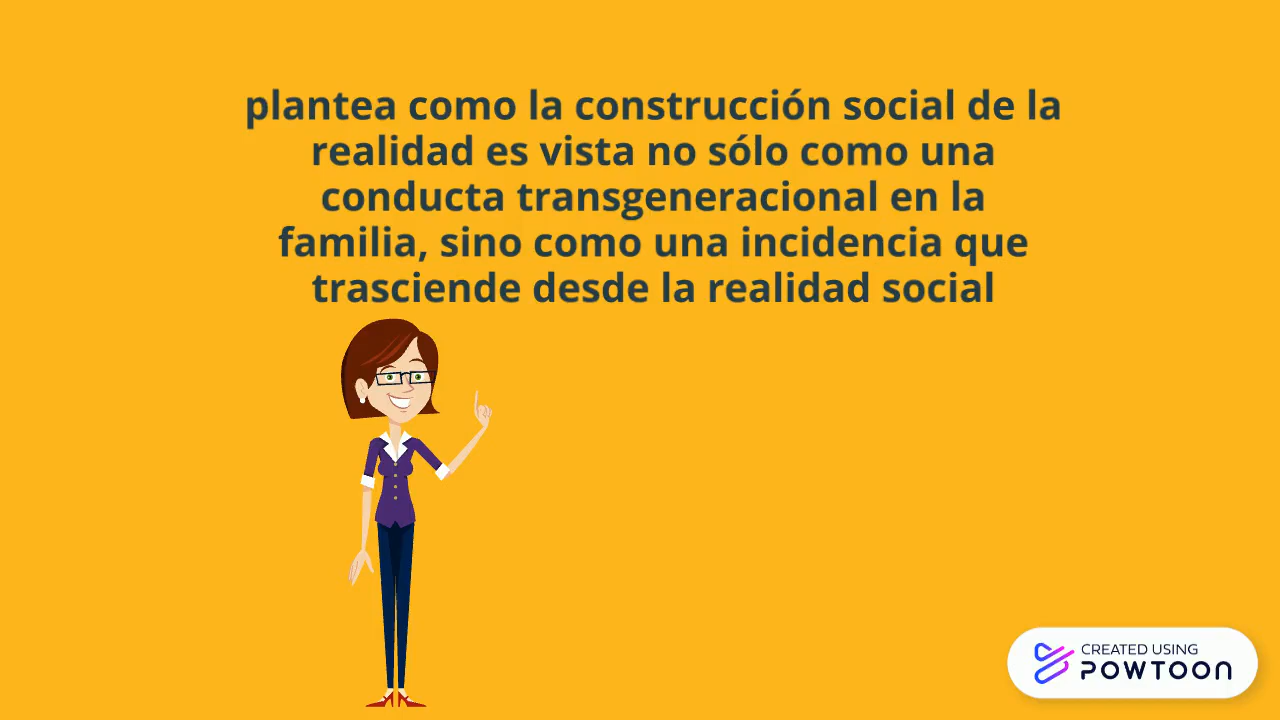 plantea como la construcción social de la
realidad es vista no sólo como una
conducta transgeneracional en la
familia, sino como una incidencia que
trasciende desde la realidad social
CREATED USING
POWTOON